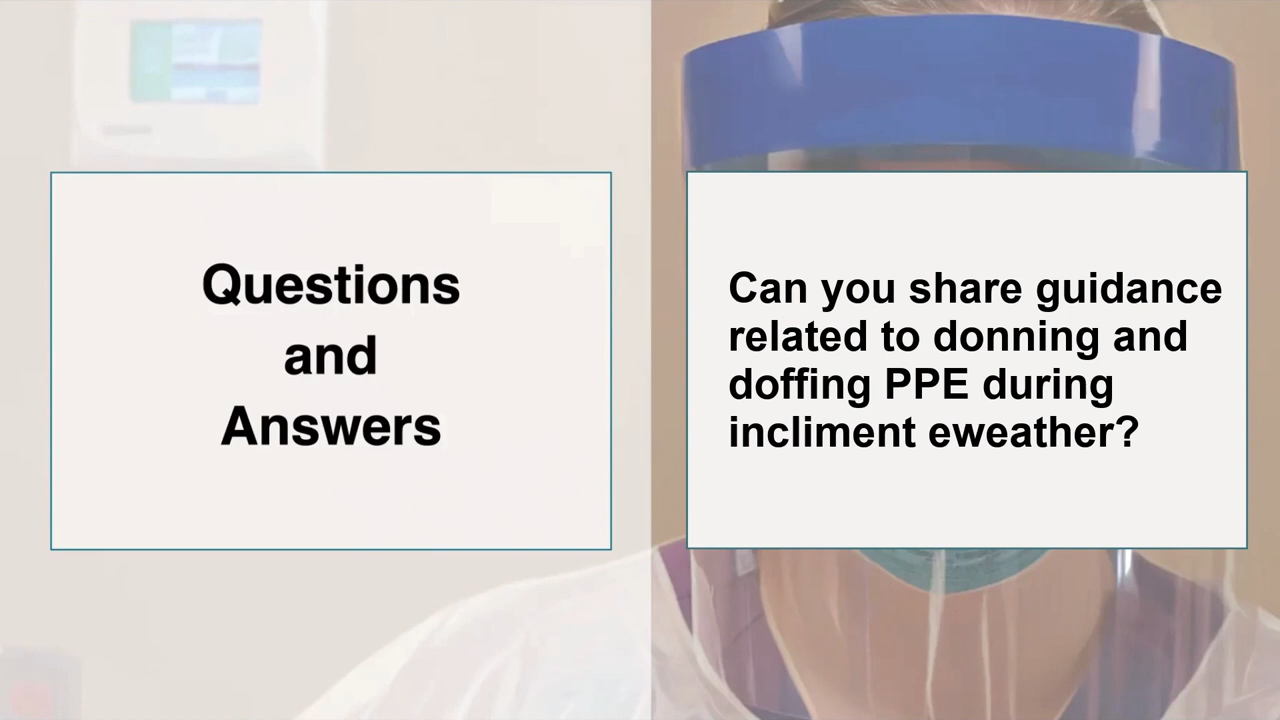 Questions
and
Answers
Can you share guidance
related to donning and
doffing PPE during
incliment eweather?